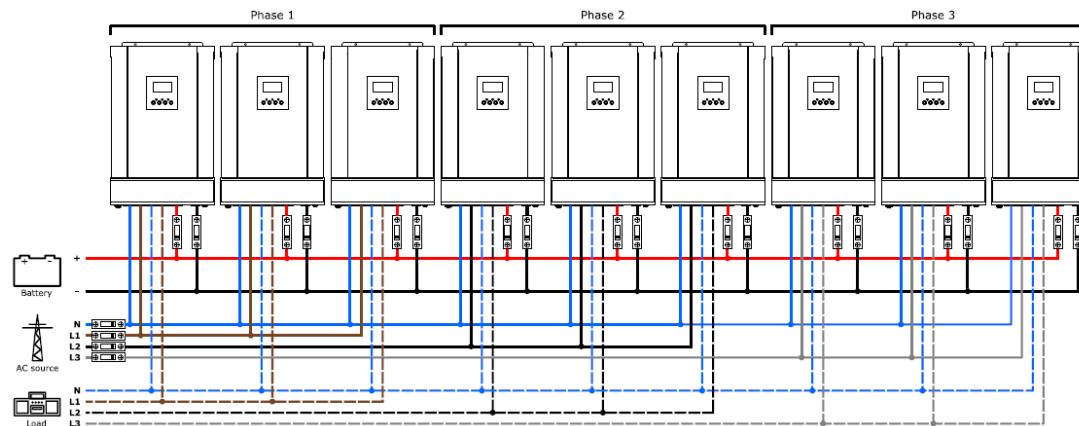 Phase 1 Phase 2 Phase 3
+
Battery
-
N
L1
L2
L3
AC source
N
L1
L2
L3
Load